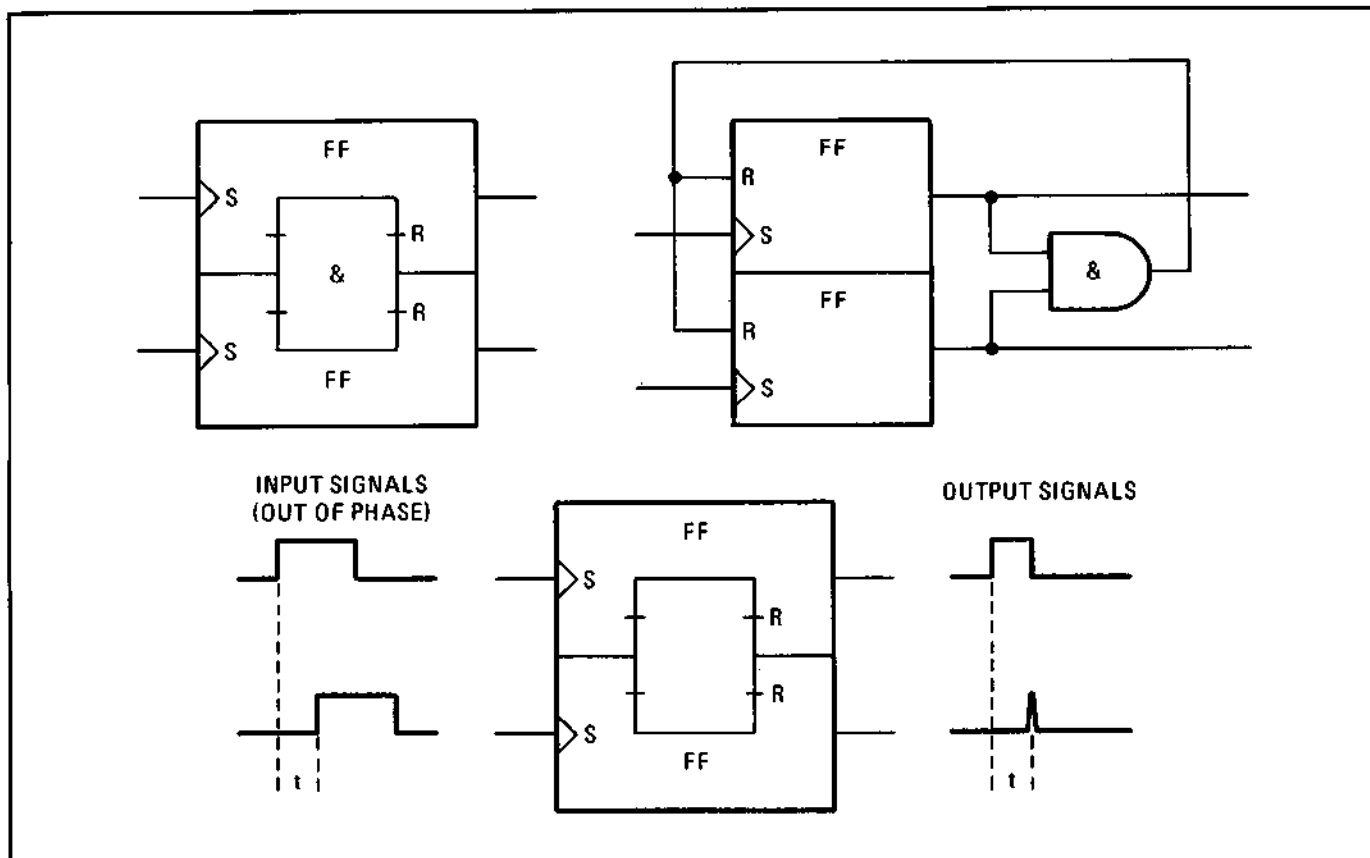 FF
S
R
&
R
S
FF
FF
R
S
&
FF
R
S
INPUT SIGNALS
(OUT OF PHASE)
t
FF
S
R
R
S
FF
OUTPUT SIGNALS
t